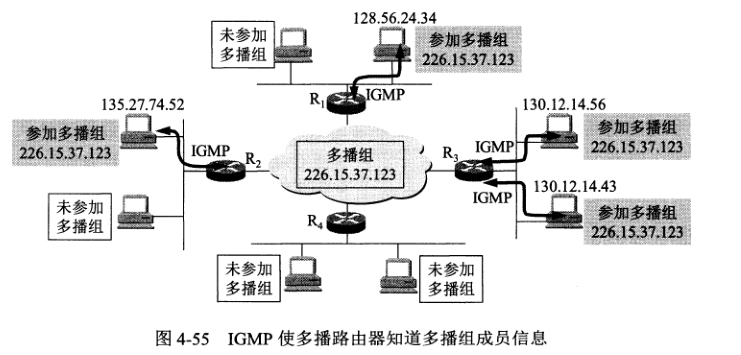 128.56.24.34
未参加
多播组
参加多播组
226.15.37.123
R1
IGMP
135.27.74.52
130.12.14.56
参加多播组
226.15.37.123
IGMP
R2
多播组
226.15.37.123
R3
IGMP
参加多播组
226.15.37.123
IGMP
130.12.14.43
未参加
多播组
R4
参加多播组
226.15.37.123
未参加
多播组
未参加
多播组
图 4-55 IGMP 使多播路由器知道多播组成员信息